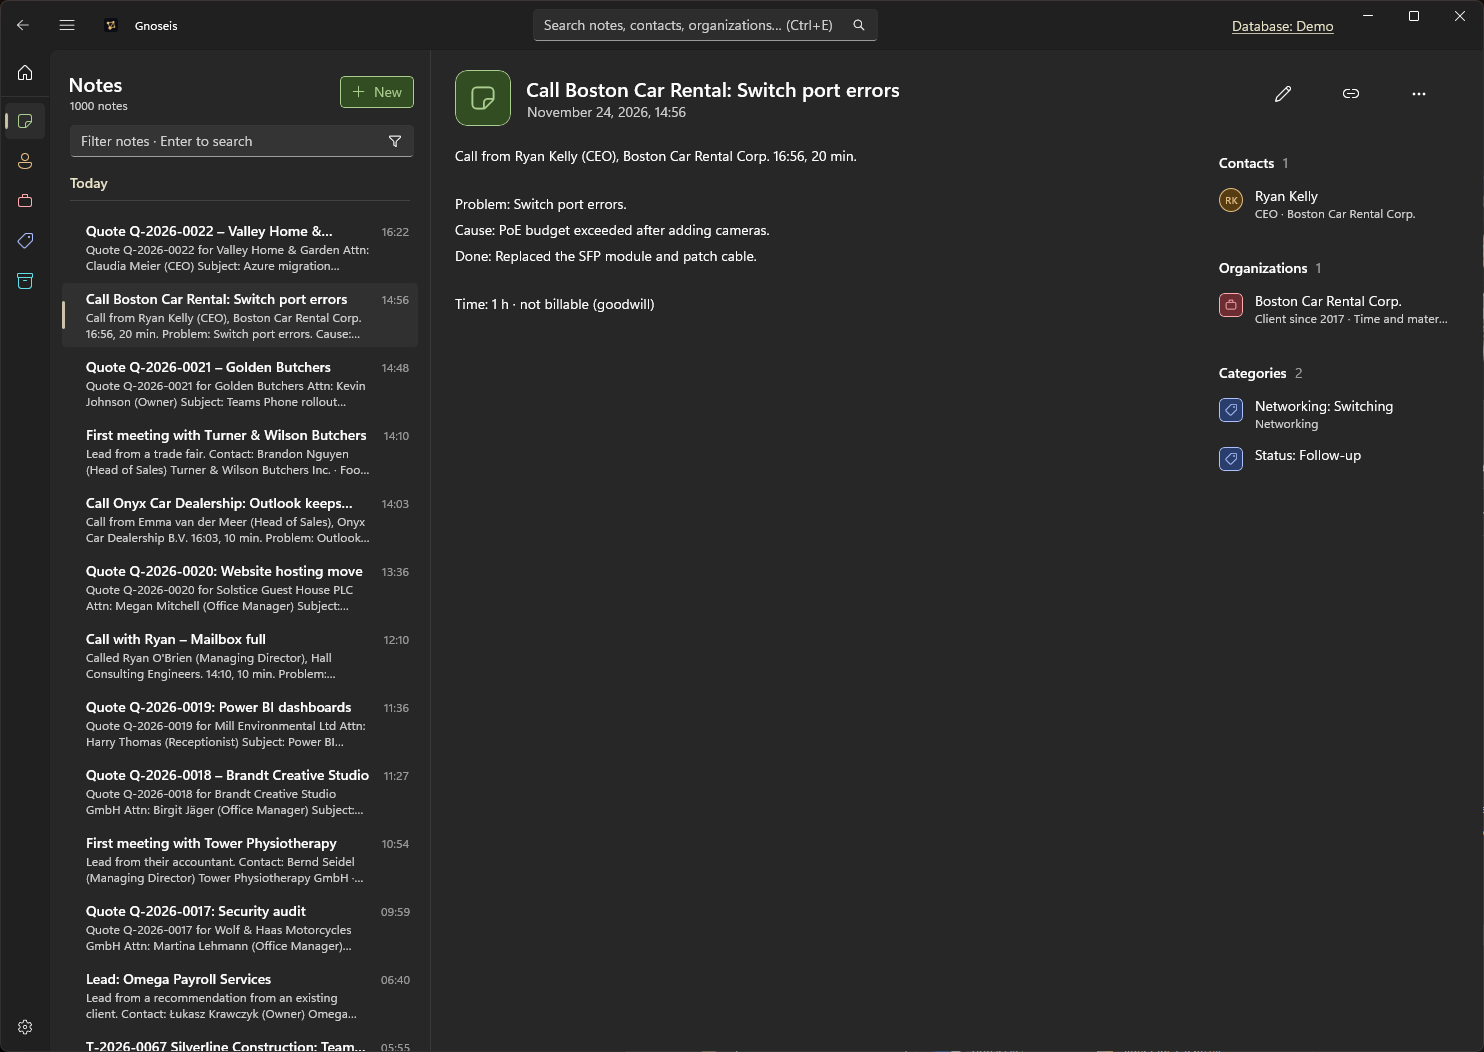 Gnoseis
Search notes, contacts, organizations... (Ctrl+E)
Database: Demo
Notes
1000 notes
New
Filter notes · Enter to search
Today
Quote Q-2026-0022 – Valley Home &...
16:22
Quote Q-2026-0022 for Valley Home & Garden Attn:
Claudia Meier (CEO) Subject: Azure migration...
Call Boston Car Rental: Switch port errors
14:56
Call from Ryan Kelly (CEO), Boston Car Rental Corp.
16:56, 20 min. Problem: Switch port errors. Cause:...
Quote Q-2026-0021 – Golden Butchers
14:48
Quote Q-2026-0021 for Golden Butchers Attn: Kevin
Johnson (Owner) Subject: Teams Phone rollout...
First meeting with Turner & Wilson Butchers
14:10
Lead from a trade fair. Contact: Brandon Nguyen
(Head of Sales) Turner & Wilson Butchers Inc. · Foo...
Call Onyx Car Dealership: Outlook keeps...
14:03
Call from Emma van der Meer (Head of Sales), Onyx
Car Dealership B.V. 16:03, 10 min. Problem: Outlook...
Quote Q-2026-0020: Website hosting move
13:36
Quote Q-2026-0020 for Solstice Guest House PLC
Attn: Megan Mitchell (Office Manager) Subject:...
Call with Ryan – Mailbox full
12:10
Called Ryan O'Brien (Managing Director), Hall
Consulting Engineers. 14:10, 10 min. Problem:...
Quote Q-2026-0019: Power BI dashboards
11:36
Quote Q-2026-0019 for Mill Environmental Ltd Attn:
Harry Thomas (Receptionist) Subject: Power BI...
Quote Q-2026-0018 – Brandt Creative Studio
11:27
Quote Q-2026-0018 for Brandt Creative Studio
GmbH Attn: Birgit Jäger (Office Manager) Subject:...
First meeting with Tower Physiotherapy
10:54
Lead from their accountant. Contact: Bernd Seidel
(Managing Director) Tower Physiotherapy GmbH ·...
Quote Q-2026-0017: Security audit
09:59
Quote Q-2026-0017 for Wolf & Haas Motorcycles
GmbH Attn: Martina Lehmann (Office Manager)...
Lead: Omega Payroll Services
06:40
Lead from a recommendation from an existing
client. Contact: Łukasz Krawczyk (Owner) Omega...
T-2026-0067 Silverline Construction: Team...
05:55
Call Boston Car Rental: Switch port errors
November 24, 2026, 14:56
Call from Ryan Kelly (CEO), Boston Car Rental Corp. 16:56, 20 min.
Problem: Switch port errors.
Cause: PoE budget exceeded after adding cameras.
Done: Replaced the SFP module and patch cable.
Time: 1 h · not billable (goodwill)
Contacts 1
RK
Ryan Kelly
CEO · Boston Car Rental Corp.
Organizations 1
Boston Car Rental Corp.
Client since 2017 · Time and mater...
Categories 2
Networking: Switching
Networking
Status: Follow-up